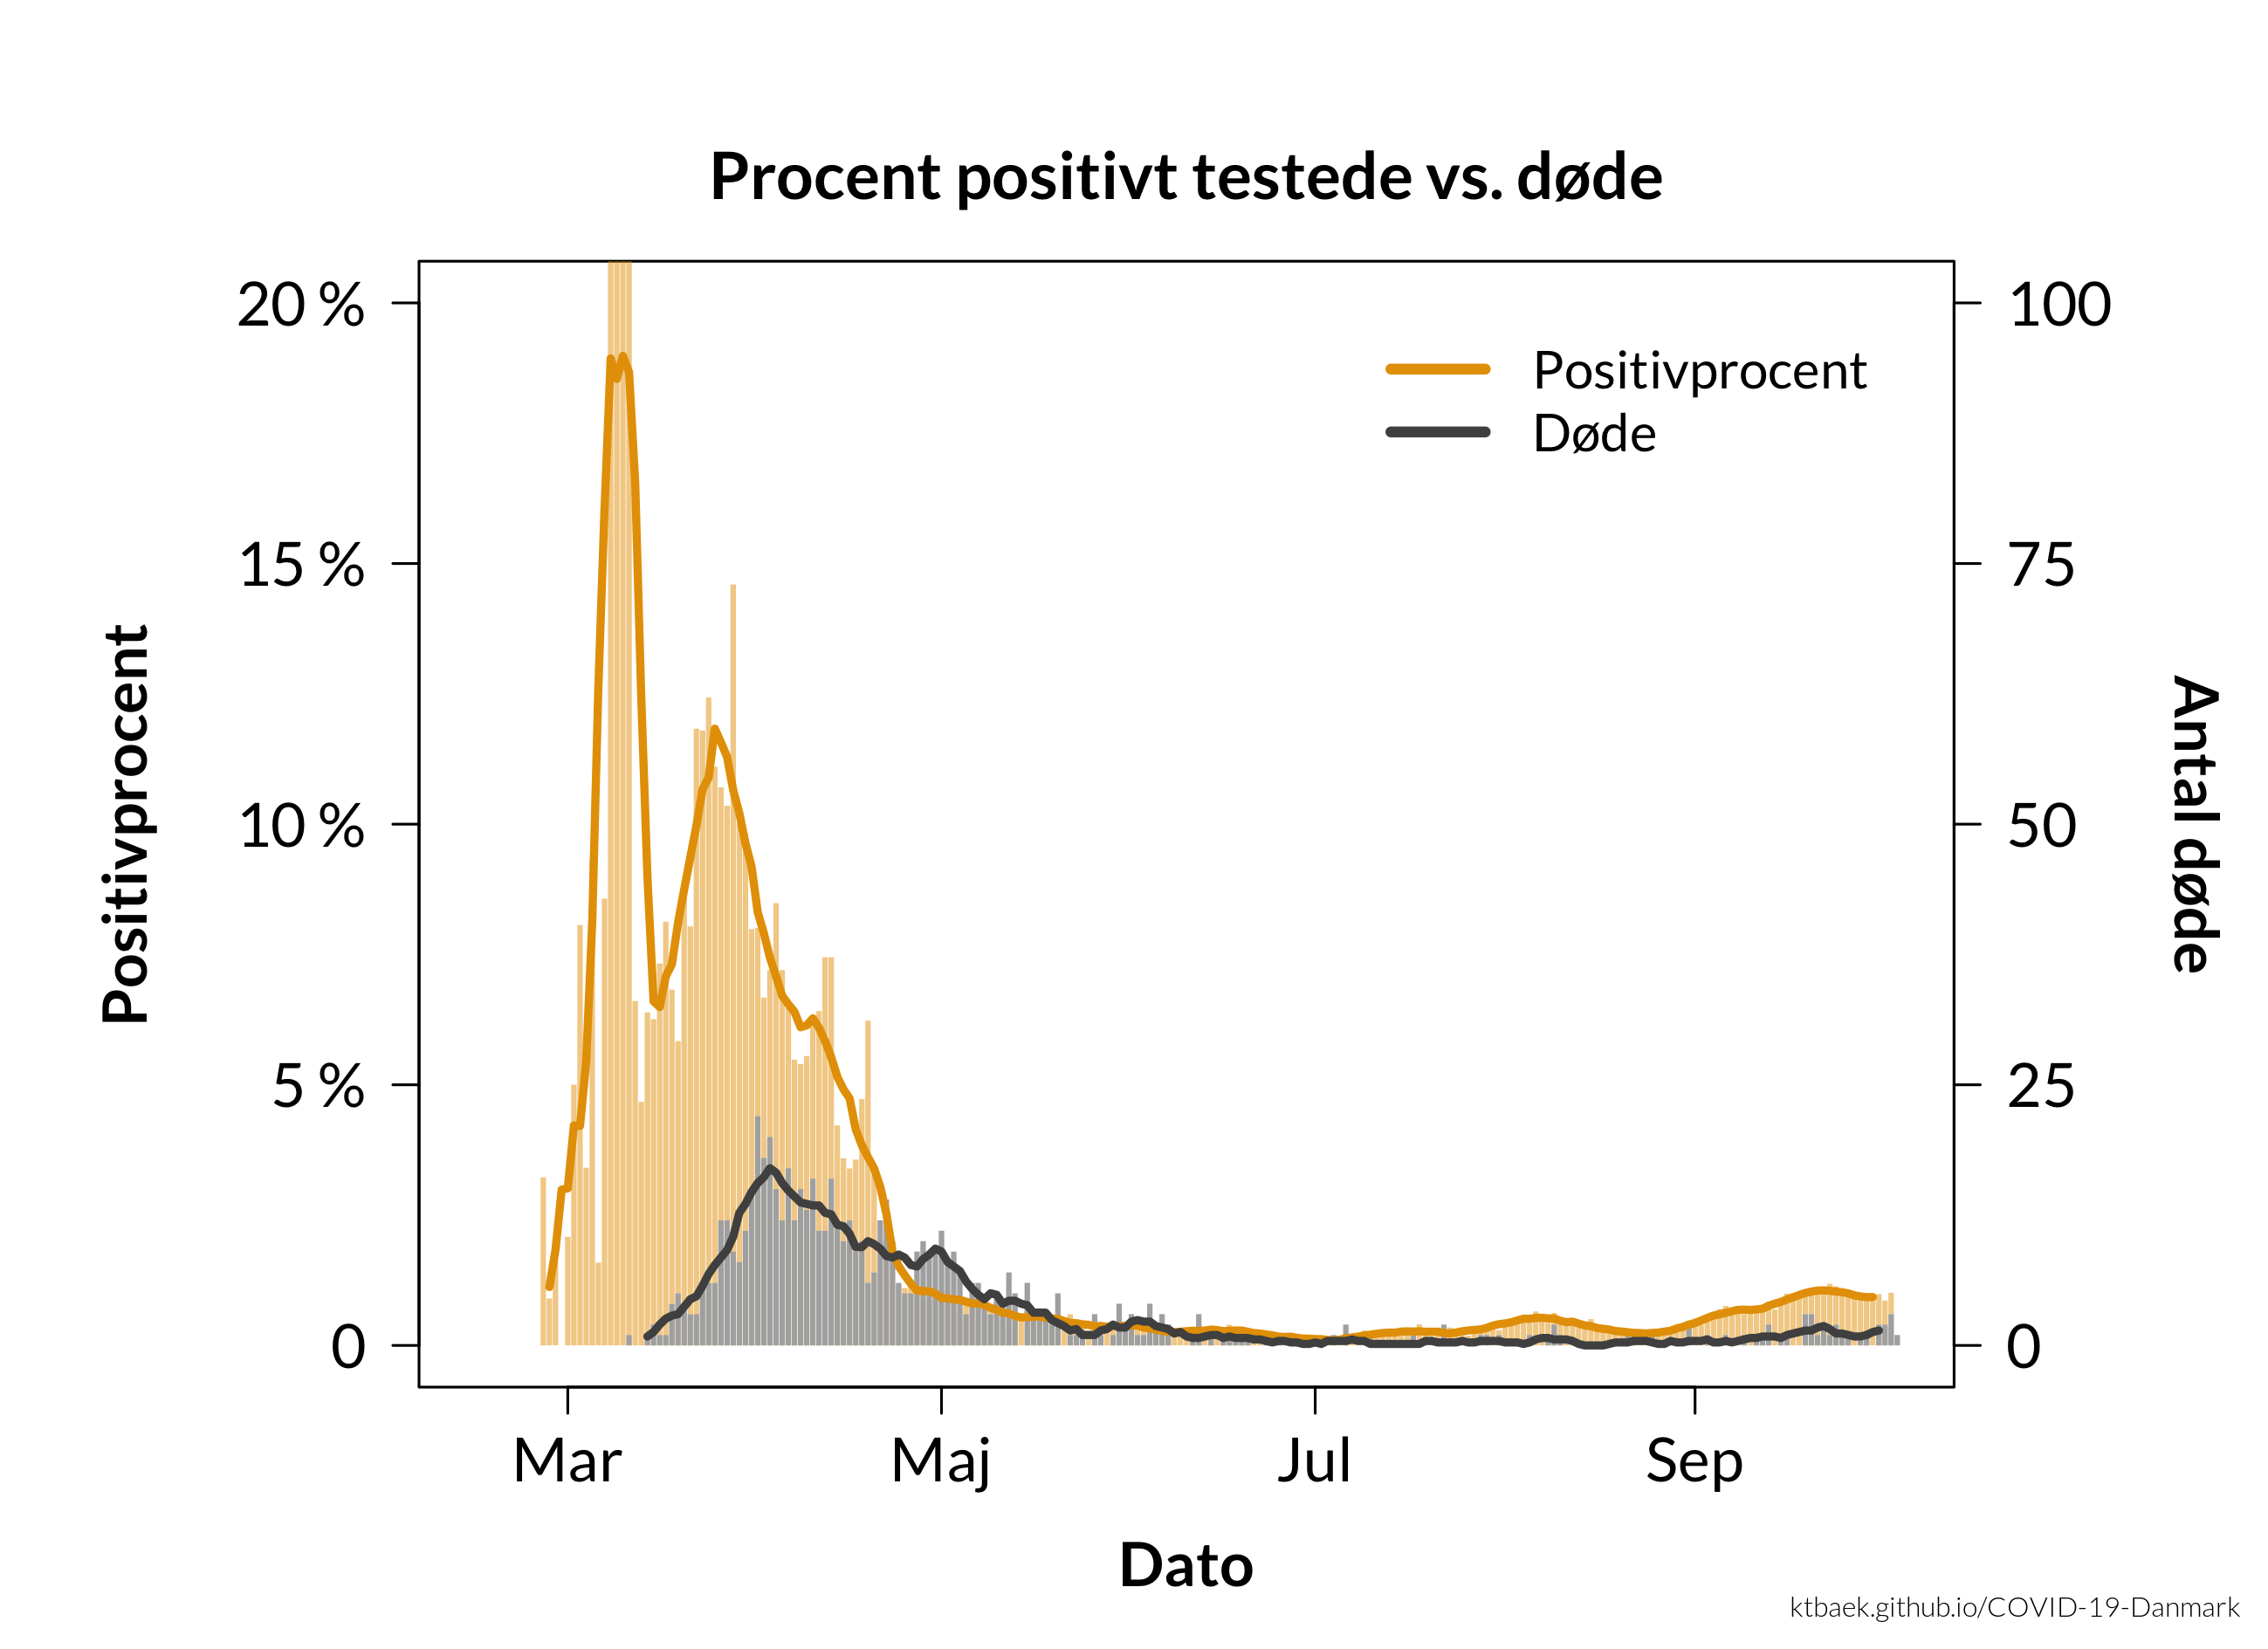 Procent positivt testede vs. døde
20 %
15 %
10 %
5 %
0
Positivprocent
Positivprocent
Døde
100
75
50
25
0
Antal døde
Mar
Maj
Jul
Sep
Dato
ktbaek.github.io/COVID-19-Danmark